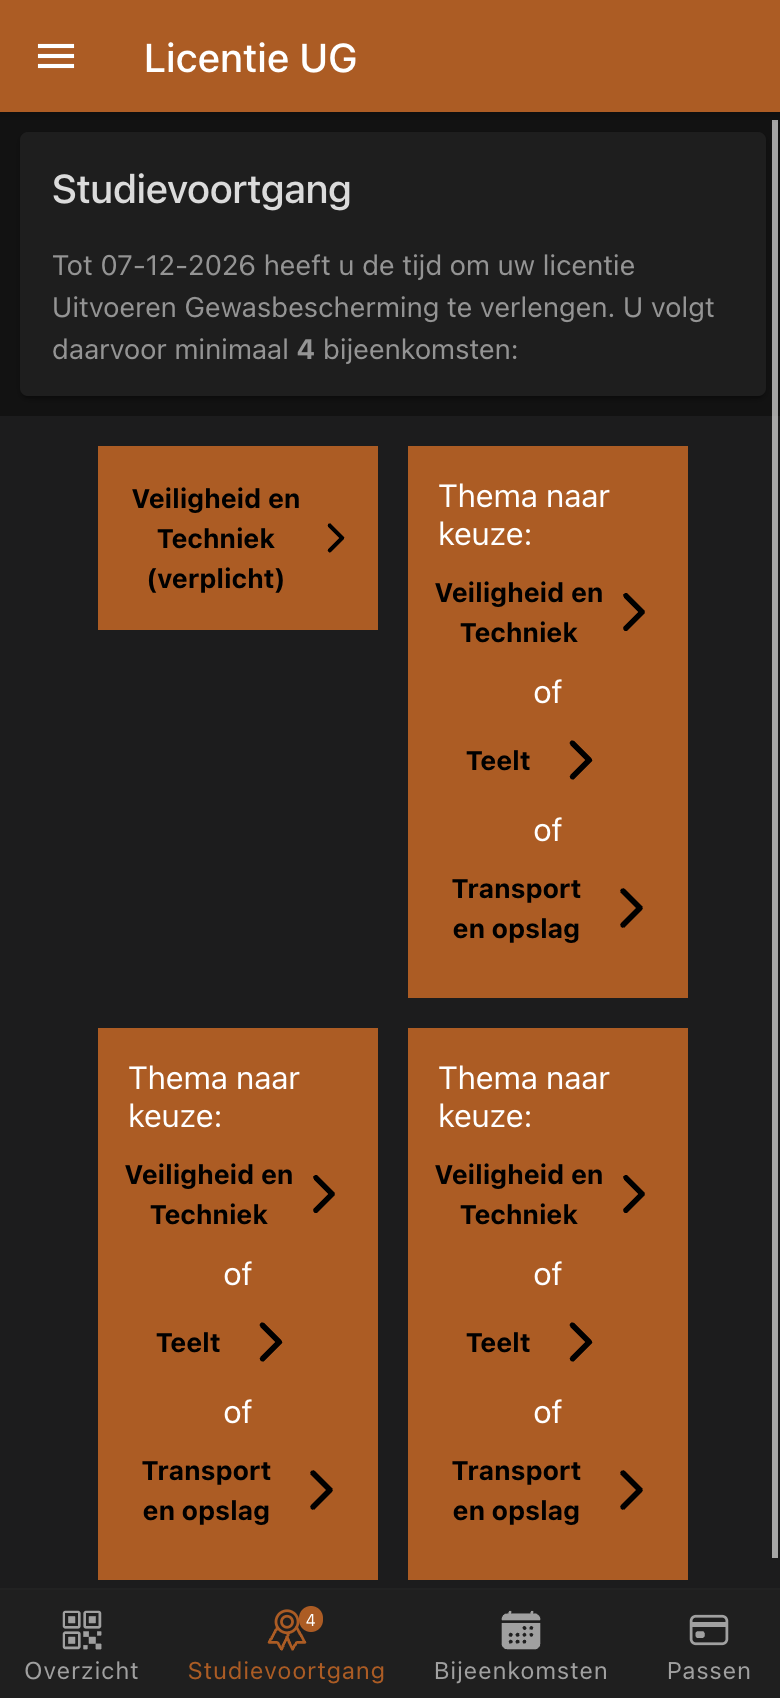 Licentie UG
Studievoortgang
Tot 07-12-2026 heeft u de tijd om uw licentie
Uitvoeren Gewasbescherming te verlengen. U volgt
daarvoor minimaal 4 bijeenkomsten:
Veiligheid en
Techniek
(verplicht)
Thema naar
keuze:
Veiligheid en
Techniek
of
Teelt
of
Transport
en opslag
Thema naar
keuze:
Veiligheid en
Techniek
of
Teelt
of
Transport
en opslag
Thema naar
keuze:
Veiligheid en
Techniek
of
Teelt
of
Transport
en opslag
4
Overzicht
Studievoortgang
Bijeenkomsten
Passen